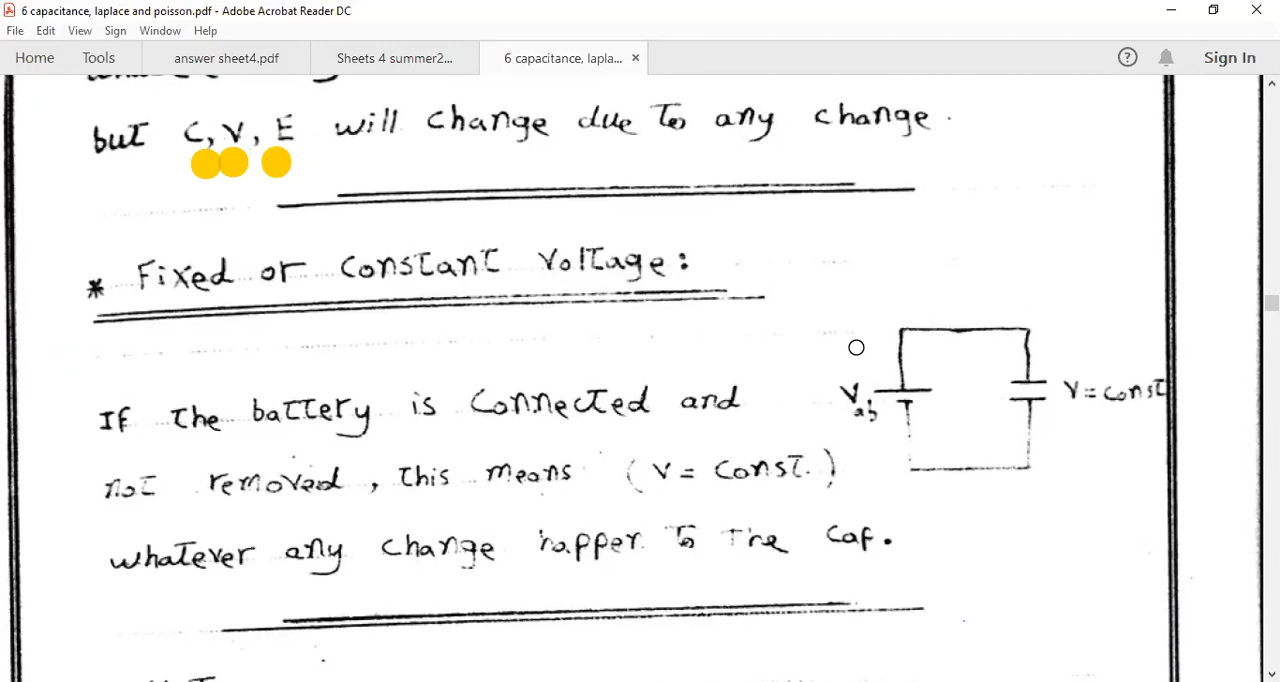 6 capacitance, laplace and poisson.pdf - Adobe Acrobat Reader DC
File Edit View Sign Window Help
Home Tools answer sheet4.pdf Sheets 4 summr2... 6 capacitance, lapla... × Sign In
but C, V, E will change due to any change.
* Fixed or constant voltage:
If the battery is connected and
not removed, this means (V = const.)
whatever any change happen to the cap.
Vab
V = const